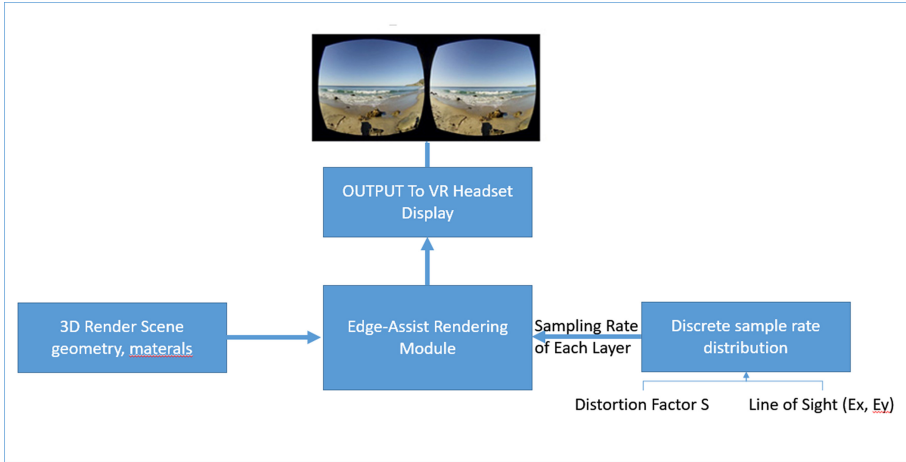 OUTPUT To VR Headset
Display
3D Render Scene
geometry, materals
Edge-Assist Rendering
Module
Sampling Rate
of Each Layer
Discrete sample rate
distribution
Distortion Factor S
Line of Sight (Ex, Ey)